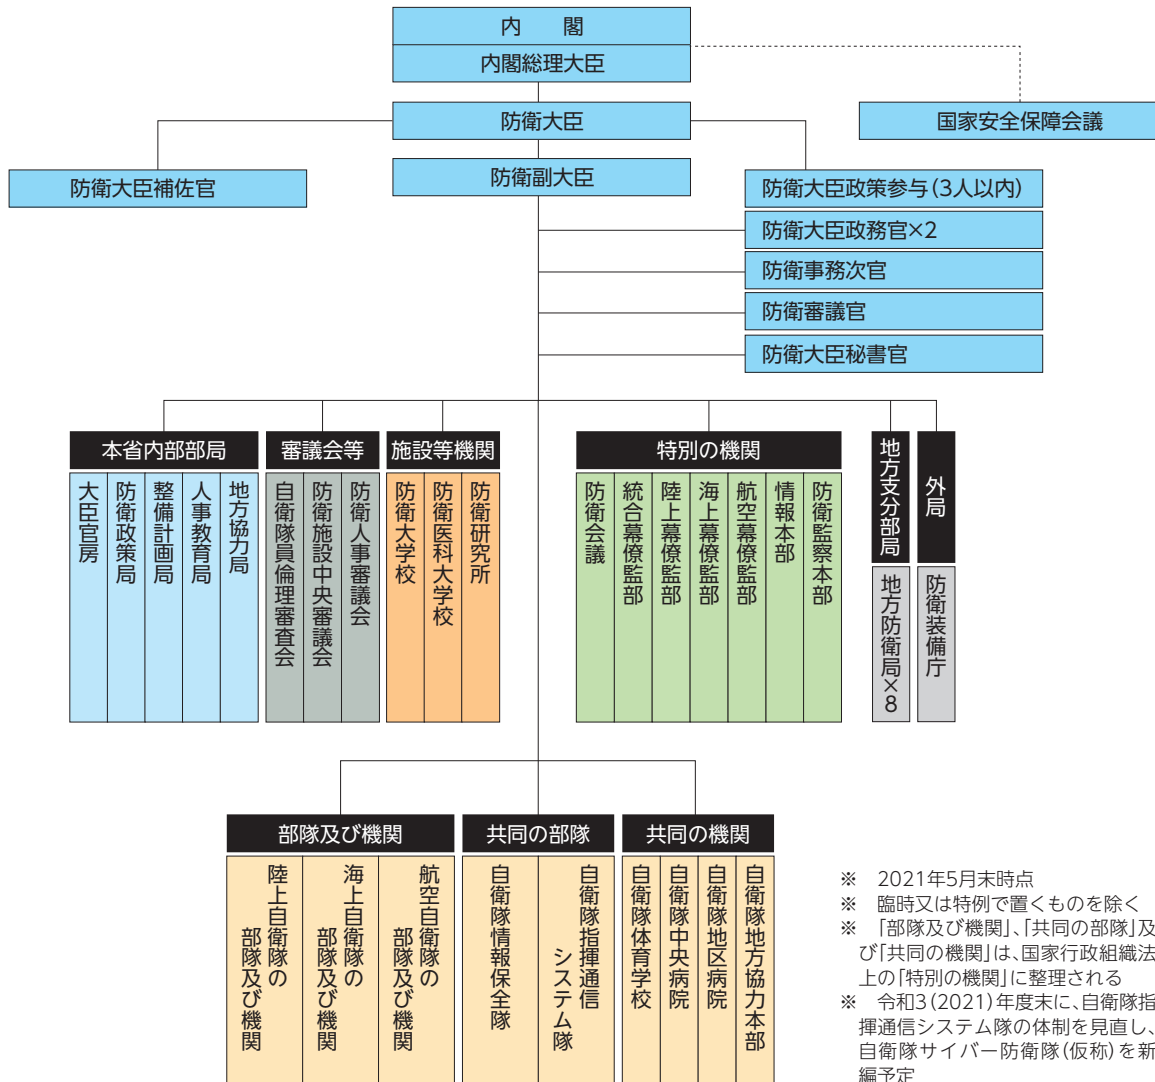 内　閣
内閣総理大臣
国家安全保障会議
防衛大臣
防衛大臣補佐官
防衛副大臣
防衛大臣政策参与(3人以内)
防衛大臣政務官×2
防衛事務次官
防衛審議官
防衛大臣秘書官
本省内部部局
大臣官房
防衛政策局
整備計画局
人事教育局
地方協力局
審議会等
自衛隊員倫理審査会
防衛施設中央審議会
防衛人事審議会
施設等機関
防衛大学校
防衛医科大学校
防衛研究所
特別の機関
防衛会議
統合幕僚監部
陸上幕僚監部
海上幕僚監部
航空幕僚監部
情報本部
防衛監察本部
地方支分部局
地方防衛局×8
外局
防衛装備庁
部隊及び機関
陸上自衛隊の
部隊及び機関
海上自衛隊の
部隊及び機関
航空自衛隊の
部隊及び機関
共同の部隊
自衛隊情報保全隊
自衛隊指揮通信
システム隊
共同の機関
自衛隊体育学校
自衛隊中央病院
自衛隊地区病院
自衛隊地方協力本部
※　2021年5月末時点
※　臨時又は特例で置くものを除く
※　「部隊及び機関」、「共同の部隊」及
び「共同の機関」は、国家行政組織法
上の「特別の機関」に整理される
※　令和3(2021)年度末に、自衛隊指
揮通信システム隊の体制を見直し、
自衛隊サイバー防衛隊(仮称)を新
編予定